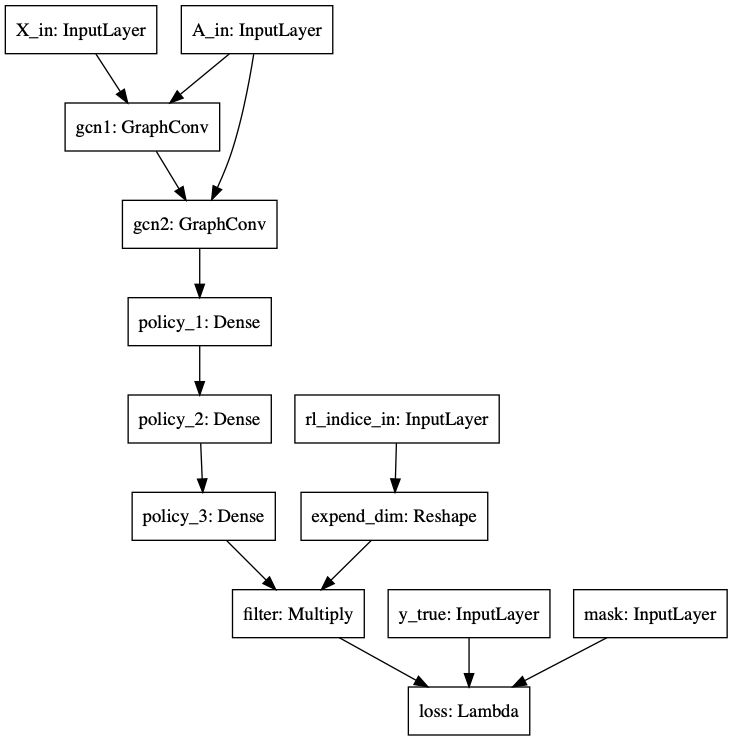 X_in: InputLayer
A_in: InputLayer
gcn1: GraphConv
gcn2: GraphConv
policy_1: Dense
policy_2: Dense
rl_indice_in: InputLayer
policy_3: Dense
expend_dim: Reshape
filter: Multiply
y_true: InputLayer
mask: InputLayer
loss: Lambda